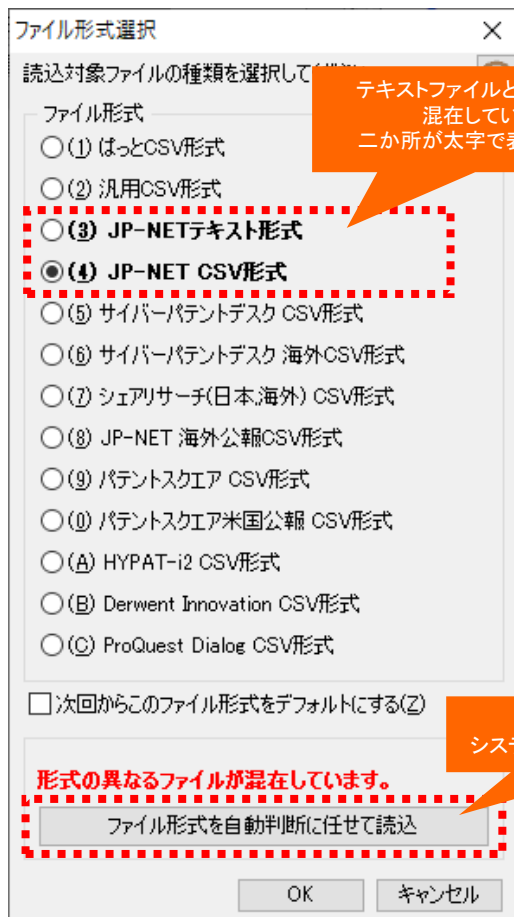 ファイル形式選択
読込対象ファイルの種類を選択して
テキストファイルと
混在してい
二か所が太字で表
ファイル形式
(1) ぱっとCSV形式
(2) 汎用CSV形式
(3) JP-NETテキスト形式
(4) JP-NET CSV形式
(5) サイバーパテントデスク CSV形式
(6) サイバーパテントデスク 海外CSV形式
(7) シェアリサーチ(日本,海外) CSV形式
(8) JP-NET 海外公報CSV形式
(9) パテントスクエア CSV形式
(0) パテントスクエア米国公報 CSV形式
(A) HYPAT-i2 CSV形式
(B) Derwent Innovation CSV形式
(C) ProQuest Dialog CSV形式
次回からこのファイル形式をデフォルトにする(Z)
システ
形式の異なるファイルが混在しています。
ファイル形式を自動判断に任せて読込
OK
キャンセル